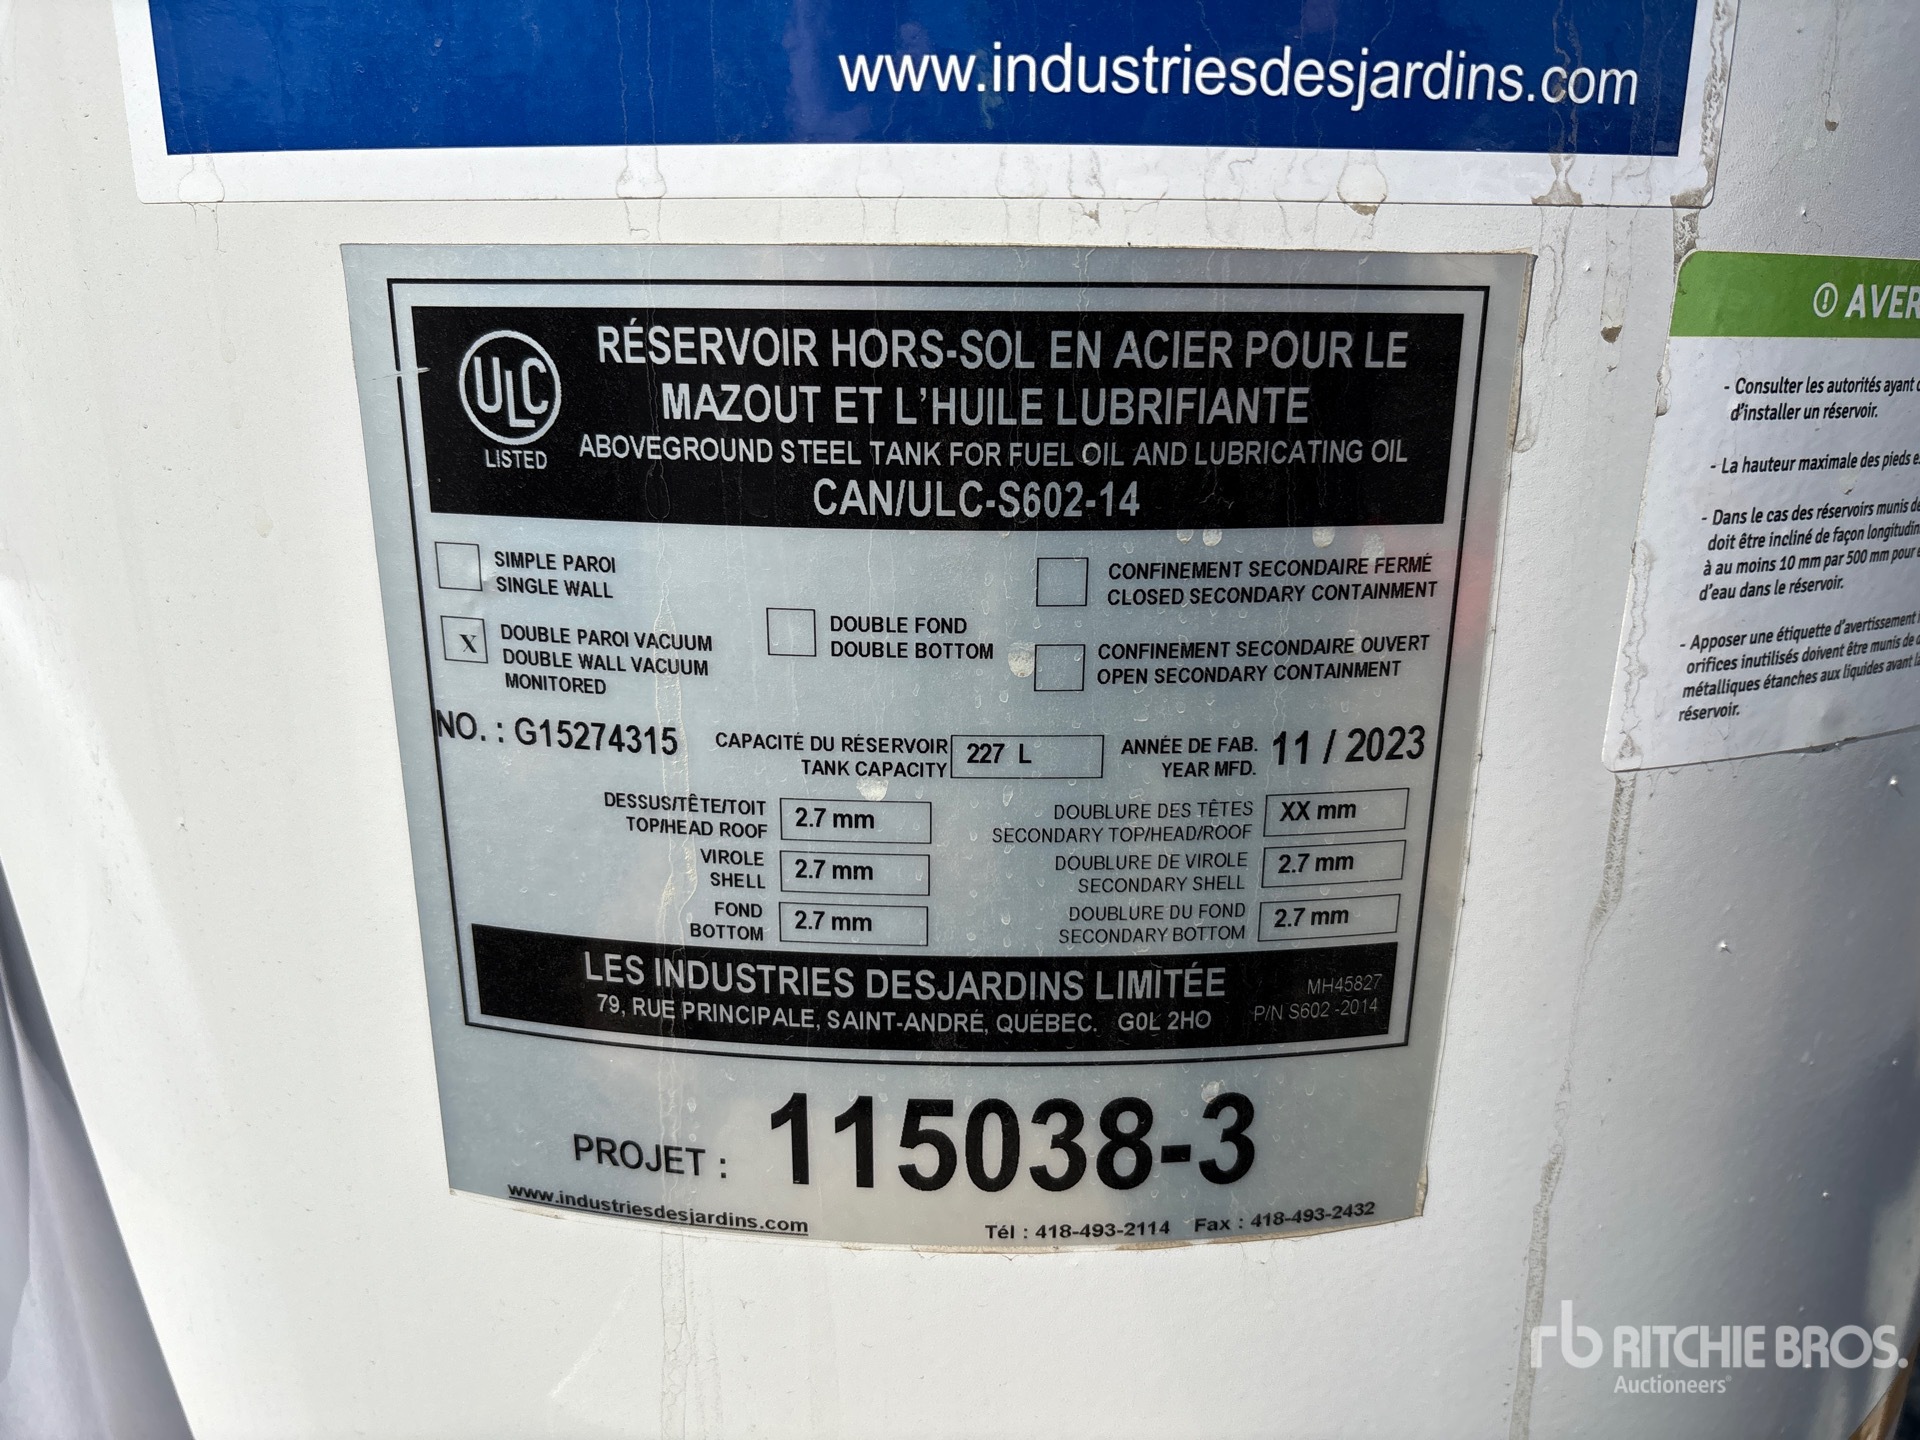 www.industriesdesjardins.com
ULC
LISTED
RÉSERVOIR HORS-SOL EN ACIER POUR LE
MAZOUT ET L'HUILE LUBRIFIANTE
ABOVEGROUND STEEL TANK FOR FUEL OIL AND LUBRICATING OIL
CAN/ULC-S602-14
SIMPLE PAROI
SINGLE WALL
X
DOUBLE PAROI VACUUM
DOUBLE WALL VACUUM
MONITORED
DOUBLE FOND
DOUBLE BOTTOM
CONFINEMENT SECONDAIRE FERMÉ
CLOSED SECONDARY CONTAINMENT
CONFINEMENT SECONDAIRE OUVERT
OPEN SECONDARY CONTAINMENT
NO. : G15274315
CAPACITÉ DU RÉSERVOIR
TANK CAPACITY
227 L
ANNÉE DE FAB.
YEAR MFD.
11 / 2023
DESSUS/TÊTE/TOIT
TOP/HEAD ROOF
2.7 mm
DOUBLURE DES TÊTES
SECONDARY TOP/HEAD/ROOF
XX mm
VIROLE
SHELL
2.7 mm
DOUBLURE DE VIROLE
SECONDARY SHELL
2.7 mm
FOND
BOTTOM
2.7 mm
DOUBLURE DU FOND
SECONDARY BOTTOM
2.7 mm
LES INDUSTRIES DESJARDINS LIMITÉE
79, RUE PRINCIPALE, SAINT-ANDRÉ, QUÉBEC. G0L 2HO
MH45827
P/N S602 -2014
PROJET : 115038-3
www.industriesdesjardins.com
Tél : 418-493-2114 Fax : 418-493-2432
AVER
- Consulter les autorités ayant
d'installer un réservoir.
- La hauteur maximale des pieds
- Dans le cas des réservoirs munis
doit être incliné de façon
à au moins 10 mm par 500 mm pour
d'eau dans le réservoir.
- Apposer une étiquette d'avertissement
orifices inutilisés doivent être munis de
métalliques étanches aux liquides avant
réservoir.
rb RITCHIE BROS.
Auctioneers